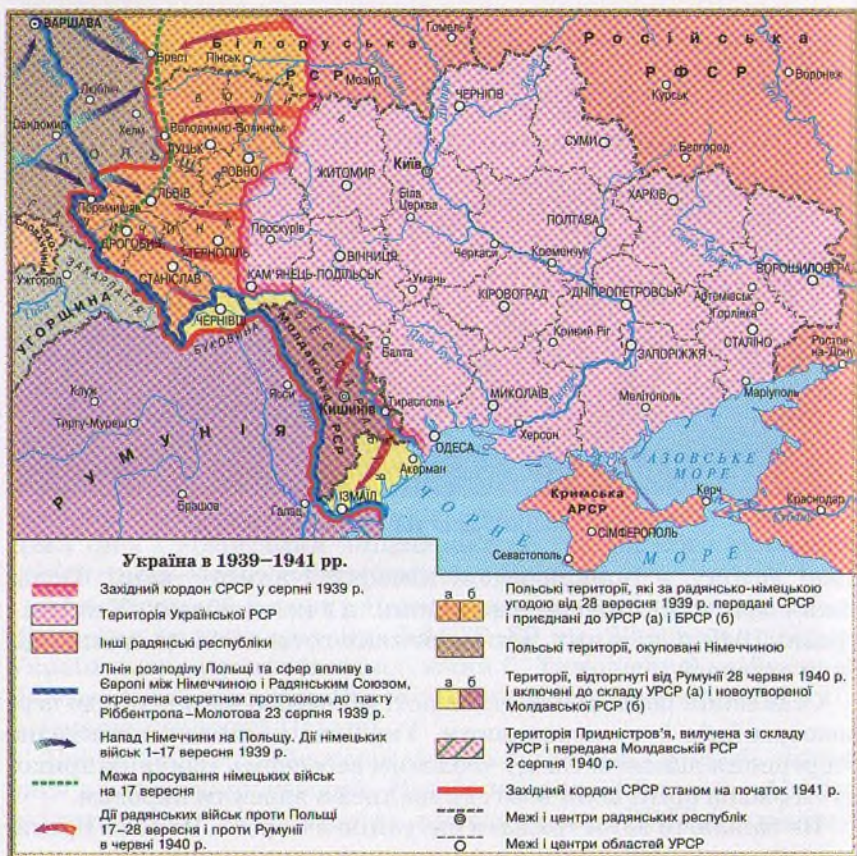 ВАРШАВА
Брест
Пінськ
Білоруська
РСР
Мозир
Гомель
Російська
РФСР
Воронеж
Курськ
Люблін
Сандомир
Холм
Володимир-Волинськ
ЛУЦЬК
РОВНО
ЖИТОМИР
Київ
ЧЕРНІГІВ
СУМИ
Бєлгород
ХАРКІВ
Перемишль
ЛЬВІВ
ДРОГОБИЧ
ТЕРНОПІЛЬ
СТАНІСЛАВ
Проскурів
ВІННИЦЯ
Біла
Церква
Черкаси
ПОЛТАВА
Кременчук
ВОРОШИЛОВГРАД
Ужгород
ЗАКАРПАТТЯ
УГОРЩИНА
КАМ'ЯНЕЦЬ-ПОДІЛЬСЬК
Умань
КІРОВОГРАД
ДНІПРОПЕТРОВСЬК
Артемівськ
Горлівка
СТАЛІНО
ЧЕРНІВЦІ
БУКОВИНА
Молдавська
РСР
БЕССАРАБІЯ
Балта
Кривий Ріг
ЗАПОРІЖЖЯ
Ростов-
на-Дону
Клуж
Тиргу-Муреш
Ясси
Кишинів
Тирасполь
МИКОЛАЇВ
Мелітополь
Маріуполь
РУМУНІЯ
ОДЕСА
Херсон
Акерман
АЗОВСЬКЕ
МОРЕ
Брашов
Галац
ІЗМАЇЛ
Кримська
АРСР
Керч
Краснодар
СІМФЕРОПОЛЬ
Севастополь
ЧОРНЕ
МОРЕ
Україна в 1939–1941 рр.
Західний кордон СРСР у серпні 1939 р.
Територія Української РСР
Інші радянські республіки
Лінія розподілу Польщі та сфер впливу в
Європі між Німеччиною і Радянським Союзом,
окреслена секретним протоколом до пакту
Ріббентропа–Молотова 23 серпня 1939 р.
Напад Німеччини на Польщу. Дії німецьких
військ 1–17 вересня 1939 р.
Межа просування німецьких військ
на 17 вересня
Дії радянських військ проти Польщі
17–28 вересня і проти Румунії
в червні 1940 р.
а б
Польські території, які за радянсько-німецькою
угодою від 28 вересня 1939 р. передані СРСР
і приєднані до УРСР (а) і БРСР (б)
Польські території, окуповані Німеччиною
а б
Території, відторгнуті від Румунії 28 червня 1940 р.
і включені до складу УРСР (а) і новоутвореної
Молдавської РСР (б)
Територія Придністров'я, вилучена зі складу
УРСР і передана Молдавській РСР
2 серпня 1940 р.
Західний кордон СРСР станом на початок 1941 р.
Межі і центри радянських республік
Межі і центри областей УРСР